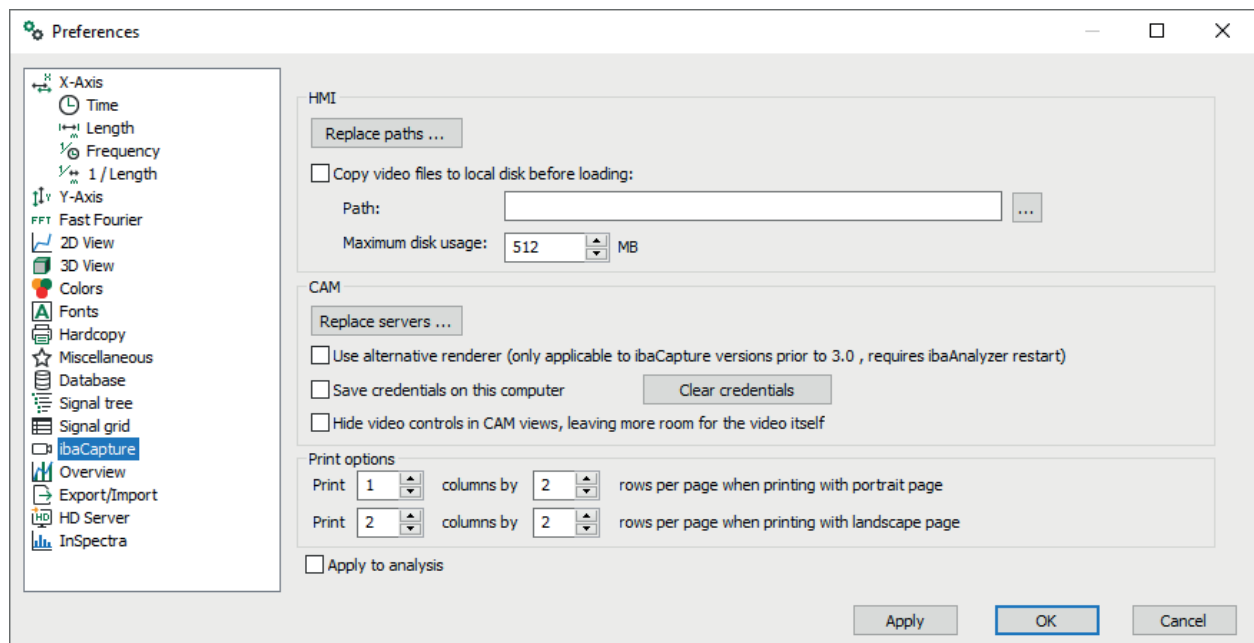 Preferences
X-Axis
Time
Length
Frequency
1 / Length
Y-Axis
FFT Fast Fourier
2D View
3D View
Colors
A Fonts
Hardcopy
Miscellaneous
Database
Signal tree
Signal grid
ibaCapture
Overview
Export/Import
HD HD Server
InSpectra
HMI
Replace paths ...
Copy video files to local disk before loading:
Path: ...
Maximum disk usage: 512 MB
CAM
Replace servers ...
Use alternative renderer (only applicable to ibaCapture versions prior to 3.0 , requires ibaAnalyzer restart)
Save credentials on this computer Clear credentials
Hide video controls in CAM views, leaving more room for the video itself
Print options
Print 1 columns by 2 rows per page when printing with portrait page
Print 2 columns by 2 rows per page when printing with landscape page
Apply to analysis
Apply OK Cancel